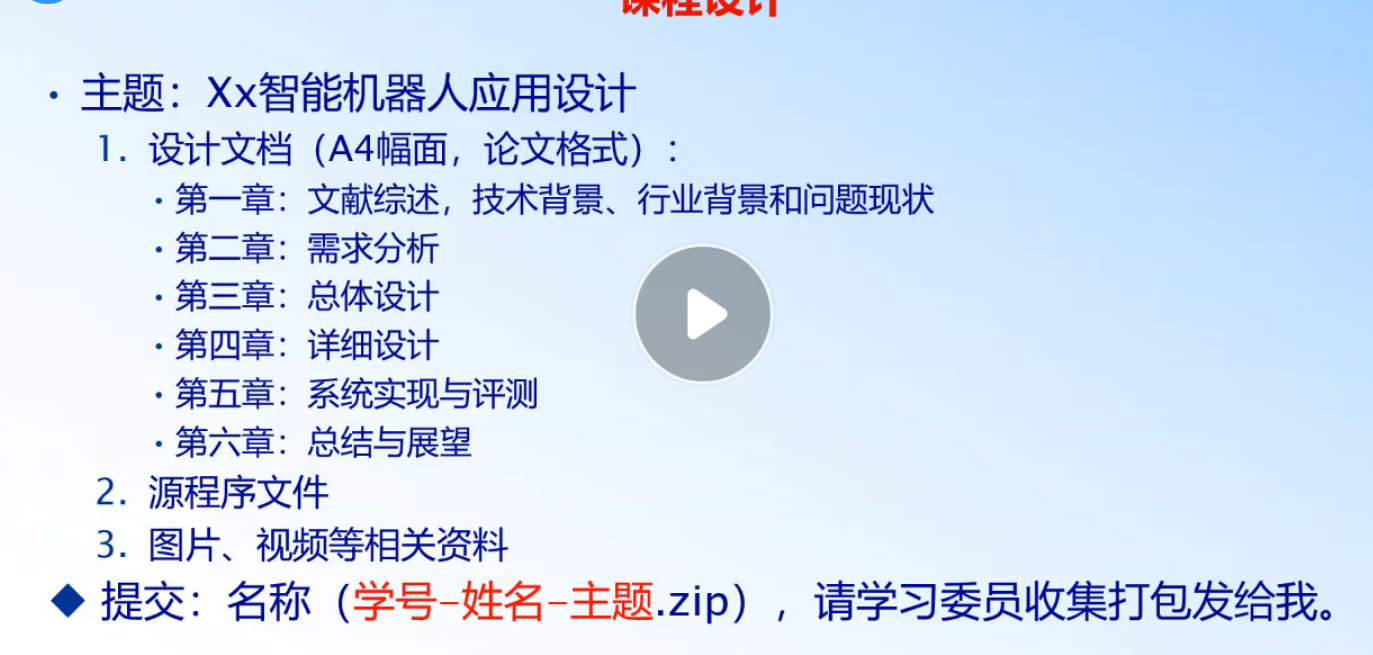 课程设计
• 主题：Xx智能机器人应用设计
1. 设计文档（A4幅面，论文格）式）：
• 第一章：文献综述，技术背景、行业背景和问题现状
• 第二章：需求分析
• 第三章：总体设计
• 第四章：详细设计
• 第五章：系统实现与评测
• 第六章：总结与展望
2. 源程序文件
3. 图片、视频等相关资料
◆ 提交：名称（学号-姓名-主题.zip），请学习委员收集打包发给我。